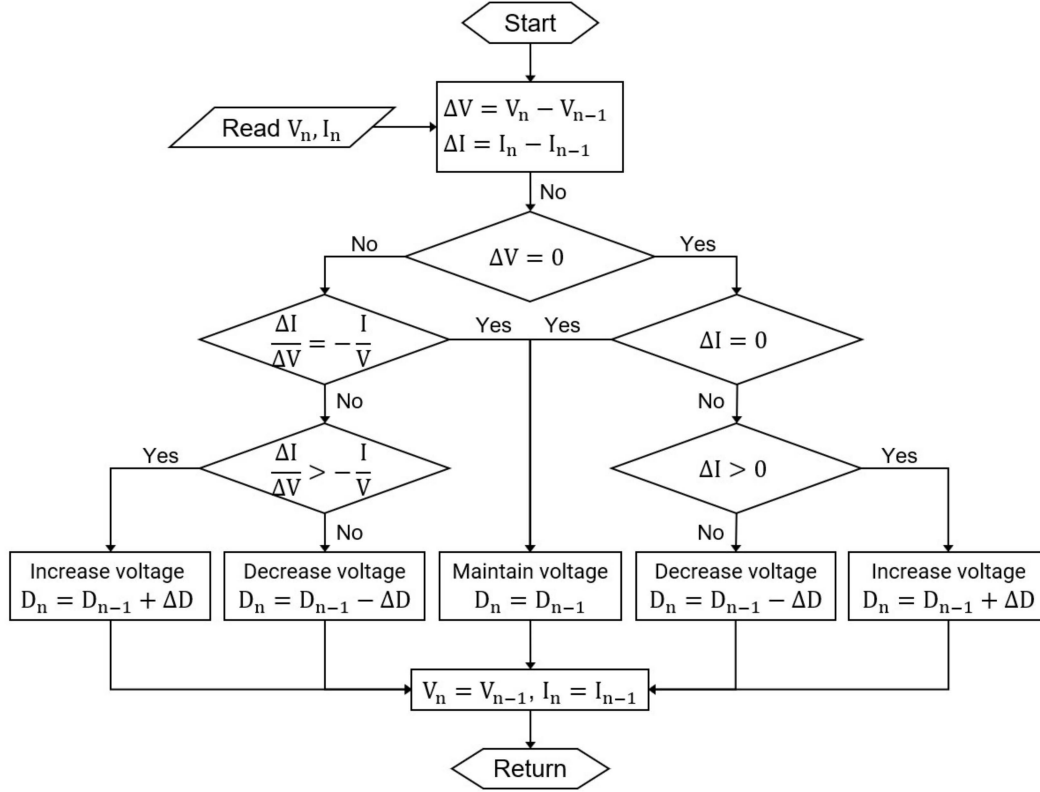 Start
Read Vₙ, Iₙ
ΔV = Vₙ − Vₙ₋₁
ΔI = Iₙ − Iₙ₋₁
No
ΔV = 0
No
Yes
ΔI/ΔV = −I/V
Yes
Yes
ΔI = 0
No
No
ΔI/ΔV > −I/V
Yes
No
ΔI > 0
Yes
No
Increase voltage
Dₙ = Dₙ₋₁ + ΔD
Decrease voltage
Dₙ = Dₙ₋₁ − ΔD
Maintain voltage
Dₙ = Dₙ₋₁
Decrease voltage
Dₙ = Dₙ₋₁ − ΔD
Increase voltage
Dₙ = Dₙ₋₁ + ΔD
Vₙ = Vₙ₋₁, Iₙ = Iₙ₋₁
Return